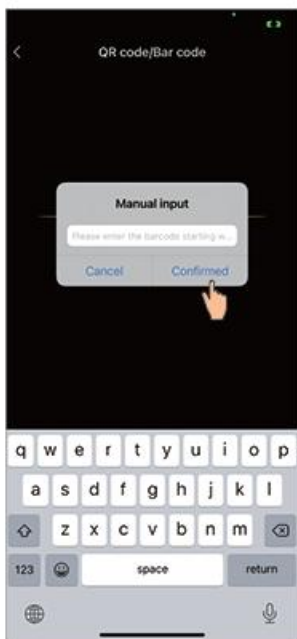 QR code/Bar code
Manual input
Please enter the barcode starting w...
Cancel Confirmed
q w e r t y u i o p
a s d f g h j k l
z x c v b n m
123 space return